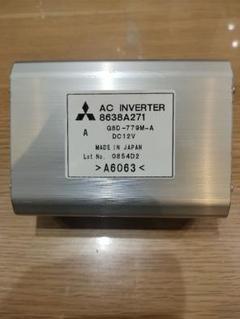 AC INVERTER
8638A271
A G8D-779M-A
DC12V
MADE IN JAPAN
Lot No. 0854D2
>A6063<